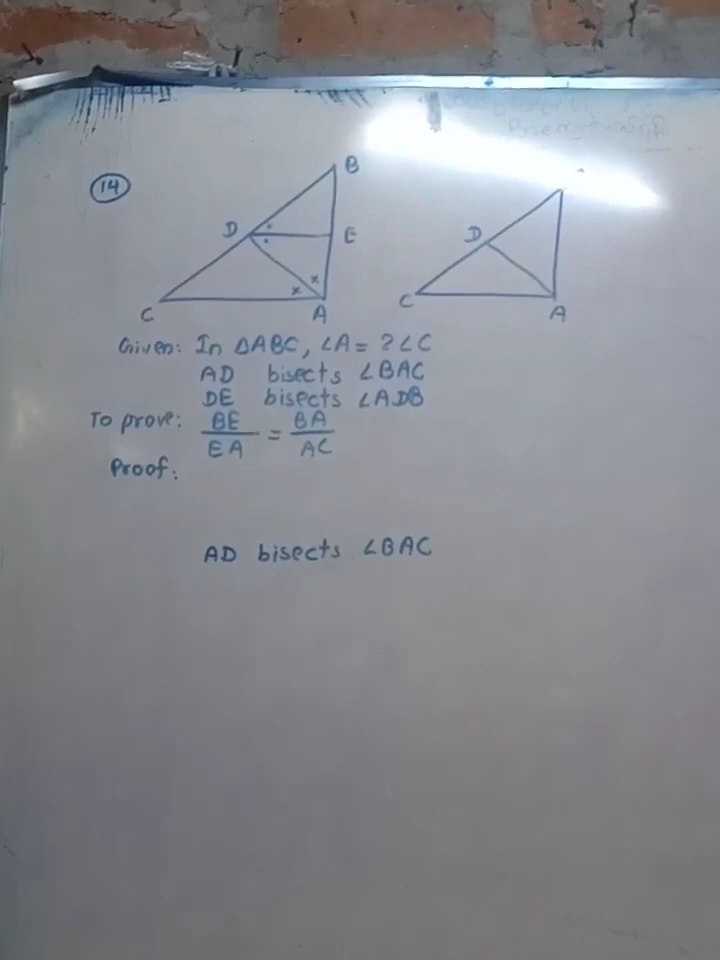 14
B
D
E
C
A
D
C
A
Given: In ΔABC, ∠A = 2∠C
AD bisects ∠BAC
DE bisects ∠ADB
To prove: BE/EA = BA/AC
Proof:
AD bisects ∠BAC